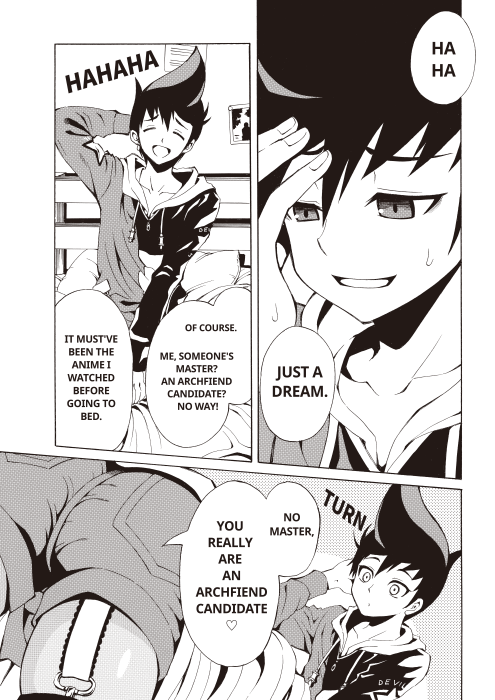 HA
HA
JUST A
DREAM.
HAHAHA
OF COURSE.
ME, SOMEONE'S
MASTER?
AN ARCHFIEND
CANDIDATE?
NO WAY!
IT MUST'VE
BEEN THE
ANIME I
WATCHED
BEFORE
GOING TO
BED.
TURN
NO
MASTER,
YOU
REALLY
ARE
AN
ARCHFIEND
CANDIDATE
♡
DEVIL